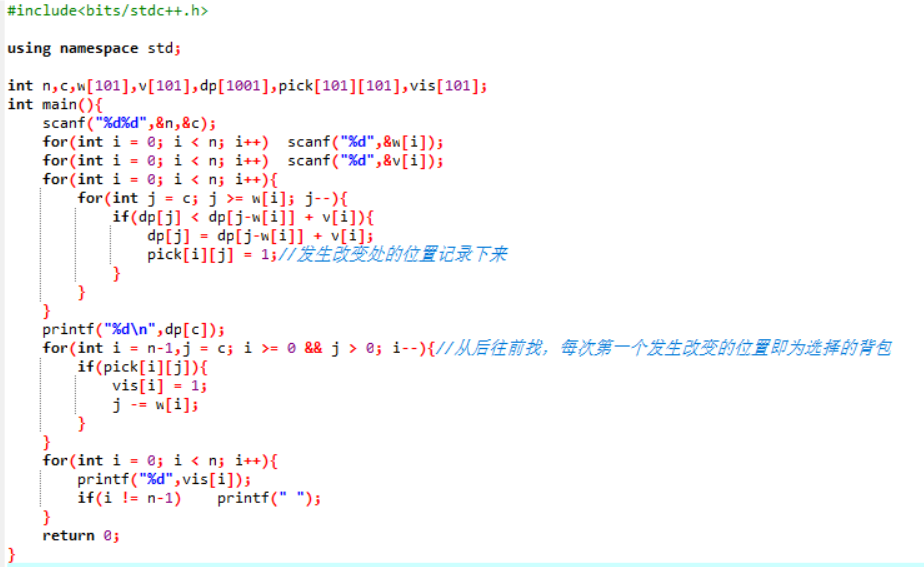 #include<bits/stdc++.h>

using namespace std;

int n,c,w[101],v[101],dp[1001],pick[101][101],vis[101];
int main(){
    scanf("%d%d",&n,&c);
    for(int i = 0; i < n; i++)  scanf("%d",&w[i]);
    for(int i = 0; i < n; i++)  scanf("%d",&v[i]);
    for(int i = 0; i < n; i++){
        for(int j = c; j >= w[i]; j--){
            if(dp[j] < dp[j-w[i]] + v[i]){
                dp[j] = dp[j-w[i]] + v[i];
                pick[i][j] = 1;//发生改变处的位置记录下来
            }
        }
    }
    printf("%d\n",dp[c]);
    for(int i = n-1,j = c; i >= 0 && j > 0; i--){//从后往前找，每次第一个发生改变的位置即为选择的背包
        if(pick[i][j]){
            vis[i] = 1;
            j -= w[i];
        }
    }
    for(int i = 0; i < n; i++){
        printf("%d",vis[i]);
        if(i != n-1)    printf(" ");
    }
    return 0;
}